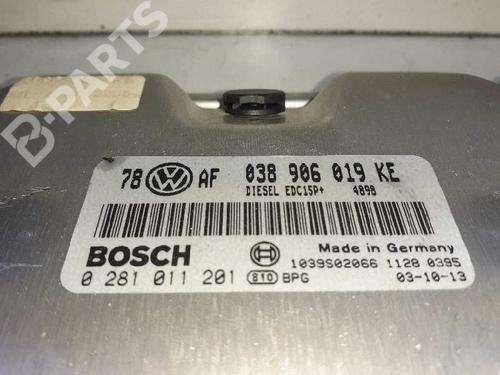 B-PARTS
78 VW AF 038 906 019 KE
DIESEL EDC15P+ 4898
BOSCH Made in Germany
1039S02066 1128 0395
0 281 011 201 810 BPG 03-10-13